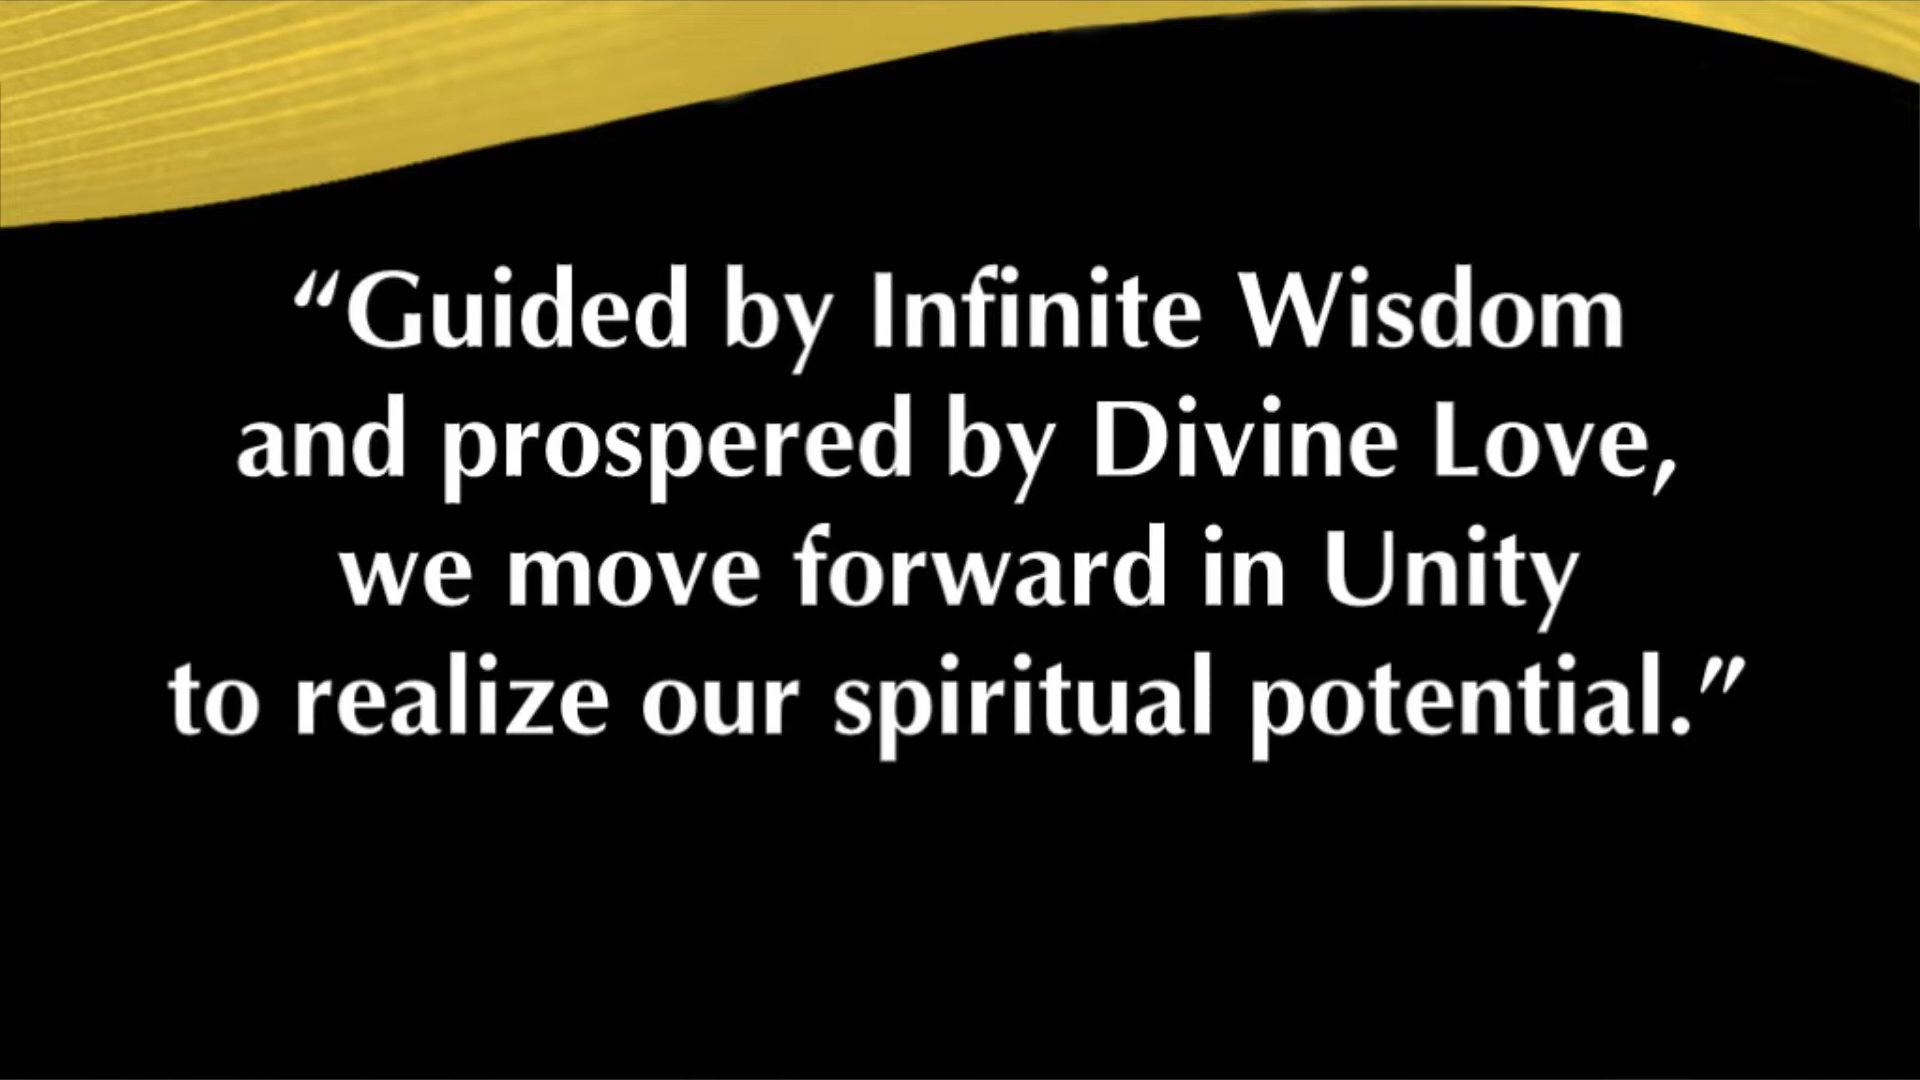 “Guided by Infinite Wisdom
and prospered by Divine Love,
we move forward in Unity
to realize our spiritual potential.”